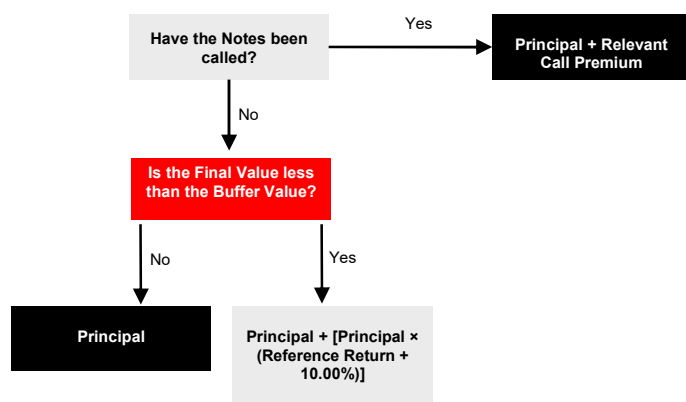 Have the Notes been
called?
Yes
Principal + Relevant
Call Premium
No
Is the Final Value less
than the Buffer Value?
No
Yes
Principal
Principal + [Principal ×
(Reference Return +
10.00%)]